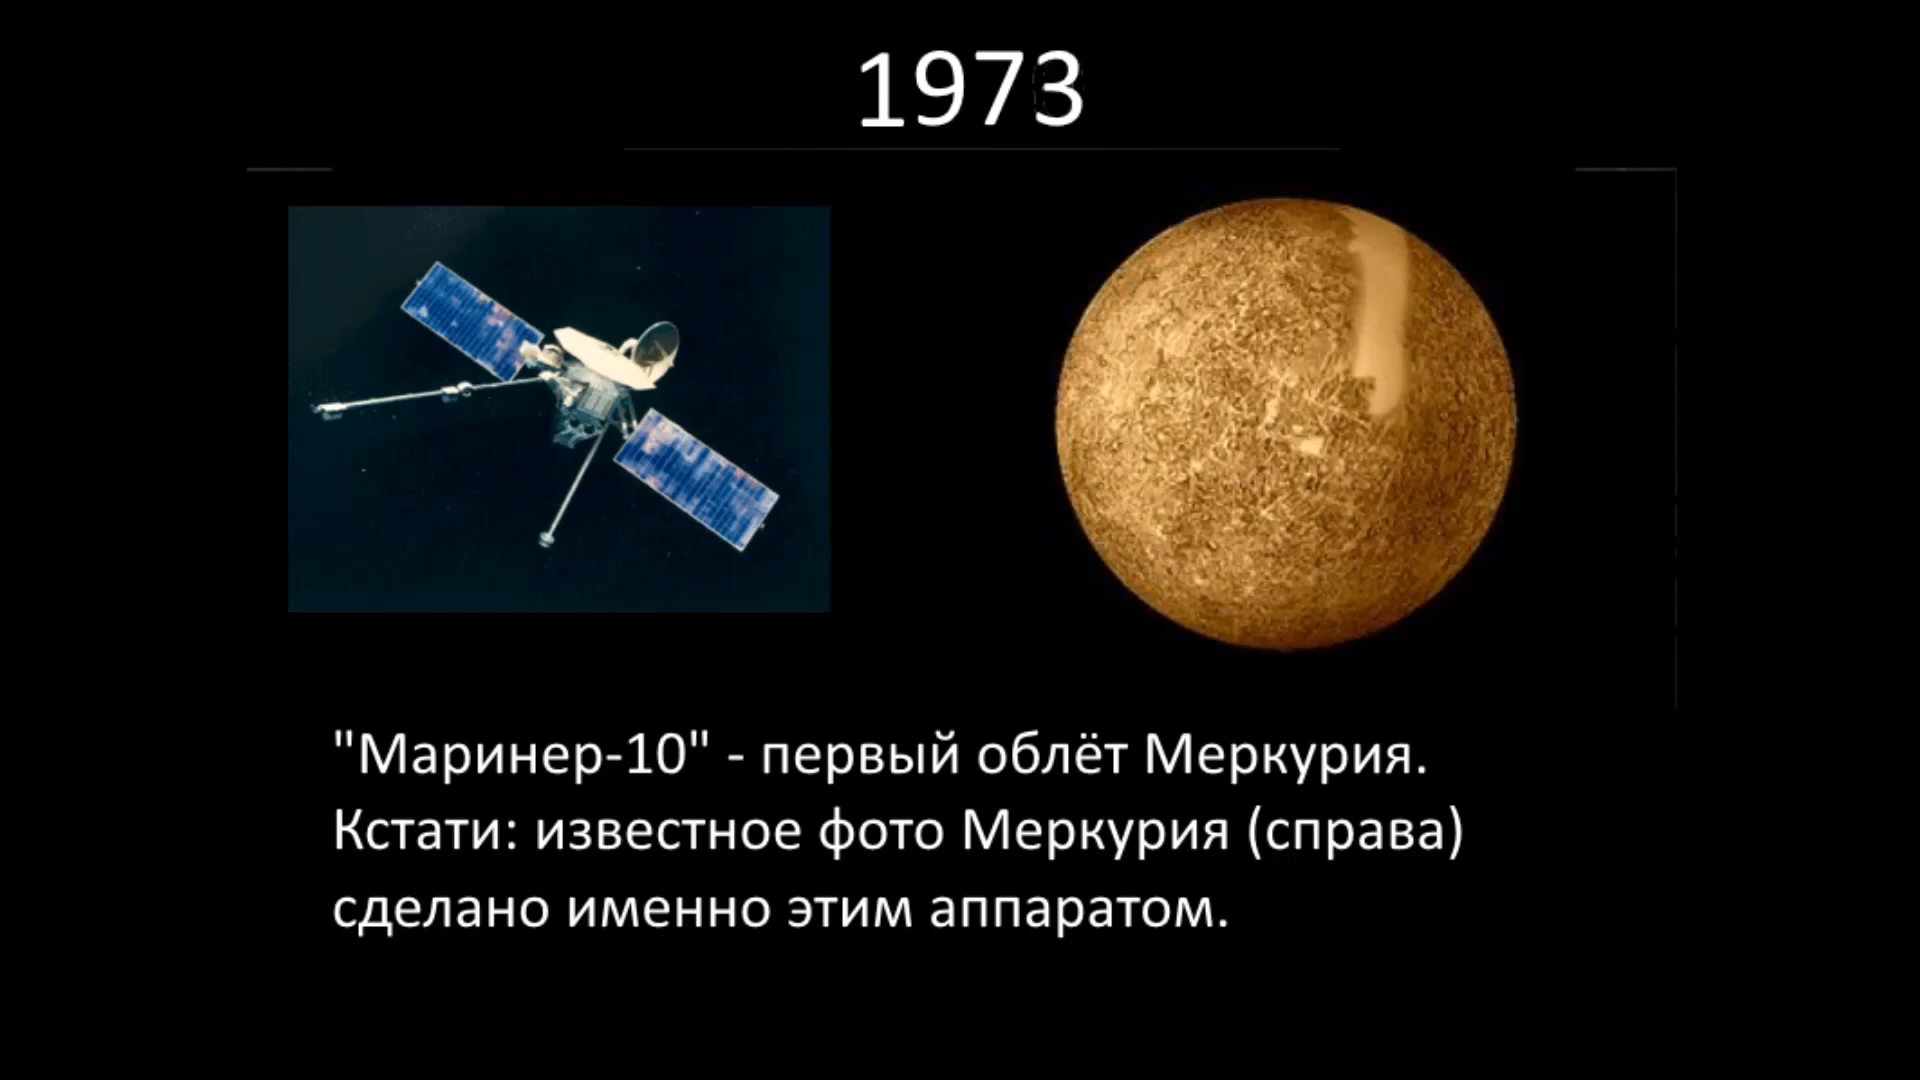 1973
"Маринер-10" - первый облёт Меркурия.
Кстати: известное фото Меркурия (справа)
сделано именно этим аппаратом.